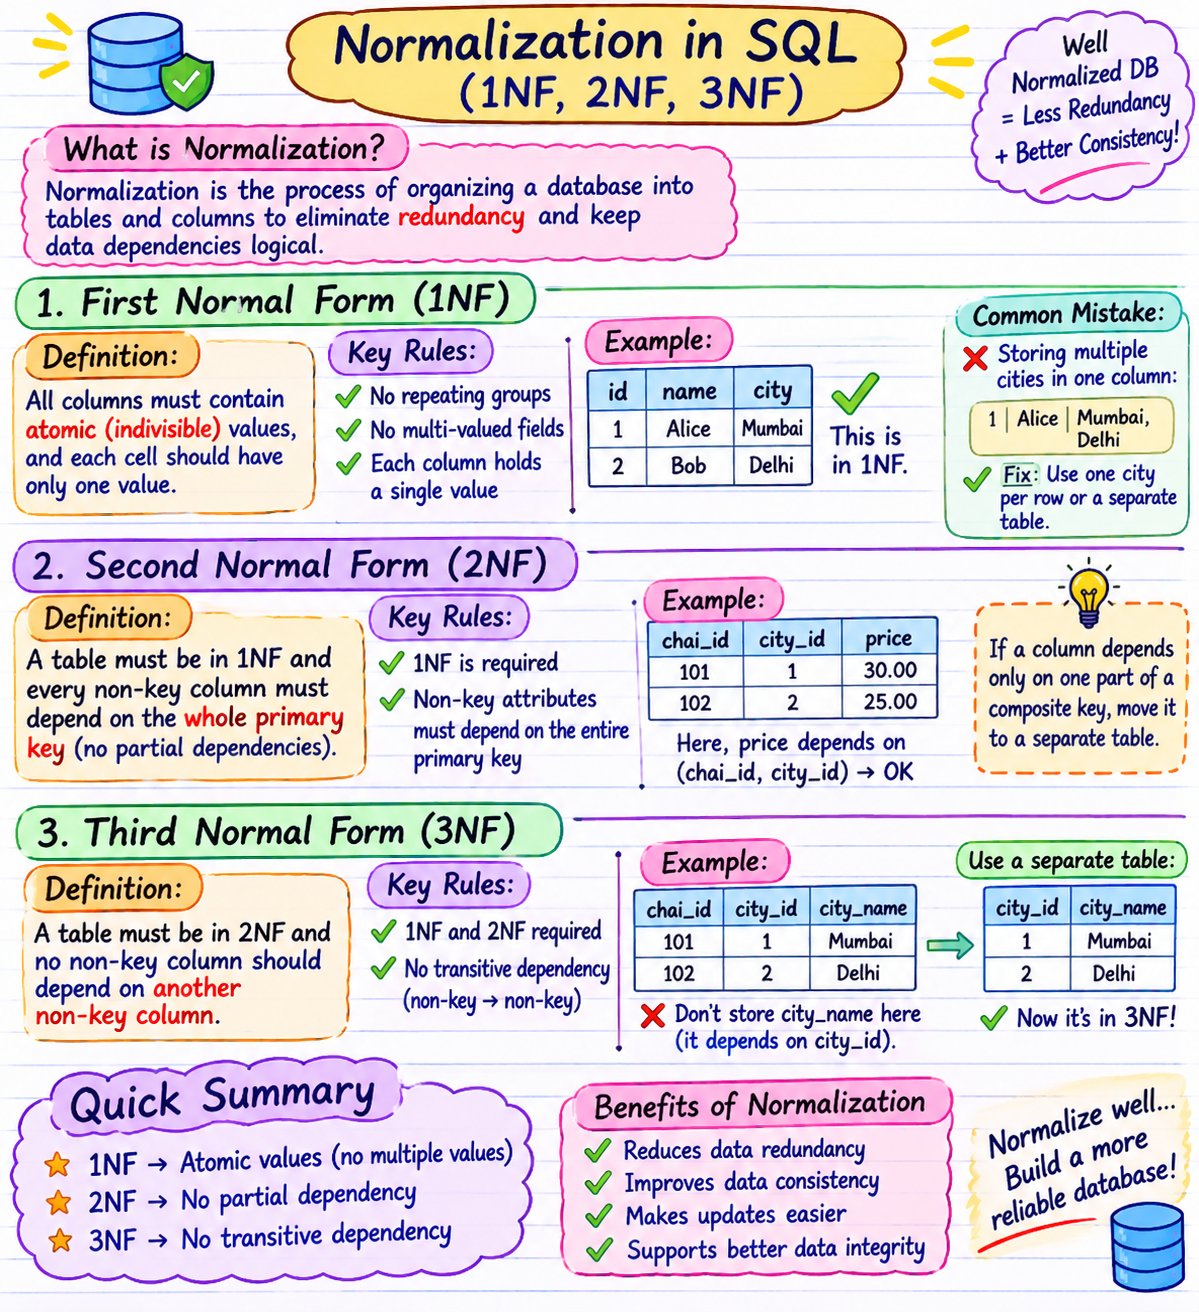 Normalization in SQL
(1NF, 2NF, 3NF)
Well
Normalized DB
= Less Redundancy
+ Better Consistency!
What is Normalization?
Normalization is the process of organizing a database into
tables and columns to eliminate redundancy and keep
data dependencies logical.
1. First Normal Form (1NF)
Definition:
All columns must contain
atomic (indivisible) values,
and each cell should have
only one value.
Key Rules:
No repeating groups
No multi-valued fields
Each column holds
a single value
Example:
id name city
1 Alice Mumbai
2 Bob Delhi
This is
in 1NF.
Common Mistake:
Storing multiple
cities in one column:
1 | Alice | Mumbai,
Delhi
Fix: Use one city
per row or a separate
table.
2. Second Normal Form (2NF)
Definition:
A table must be in 1NF and
every non-key column must
depend on the whole primary
key (no partial dependencies).
Key Rules:
1NF is required
Non-key attributes
must depend on the entire
primary key
Example:
chai_id city_id price
101 1 30.00
102 2 25.00
Here, price depends on
(chai_id, city_id) → OK
If a column depends
only on one part of a
composite key, move it
to a separate table.
3. Third Normal Form (3NF)
Definition:
A table must be in 2NF and
no non-key column should
depend on another
non-key column.
Key Rules:
1NF and 2NF required
No transitive dependency
(non-key → non-key)
Example:
chai_id city_id city_name
101 1 Mumbai
102 2 Delhi
Don't store city_name here
(it depends on city_id).
Use a separate table:
city_id city_name
1 Mumbai
2 Delhi
Now it's in 3NF!
Quick Summary
1NF → Atomic values (no multiple values)
2NF → No partial dependency
3NF → No transitive dependency
Benefits of Normalization
Reduces data redundancy
Improves data consistency
Makes updates easier
Supports better data integrity
Normalize well...
Build a more
reliable database!